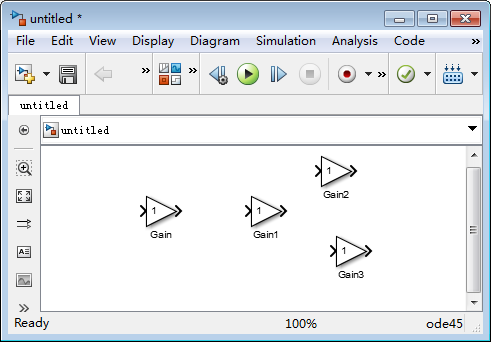 untitled *
File Edit View Display Diagram Simulation Analysis Code »
» »
untitled
untitled
1
Gain2
1 1
Gain Gain1
1
Gain3
»
Ready 100% ode45